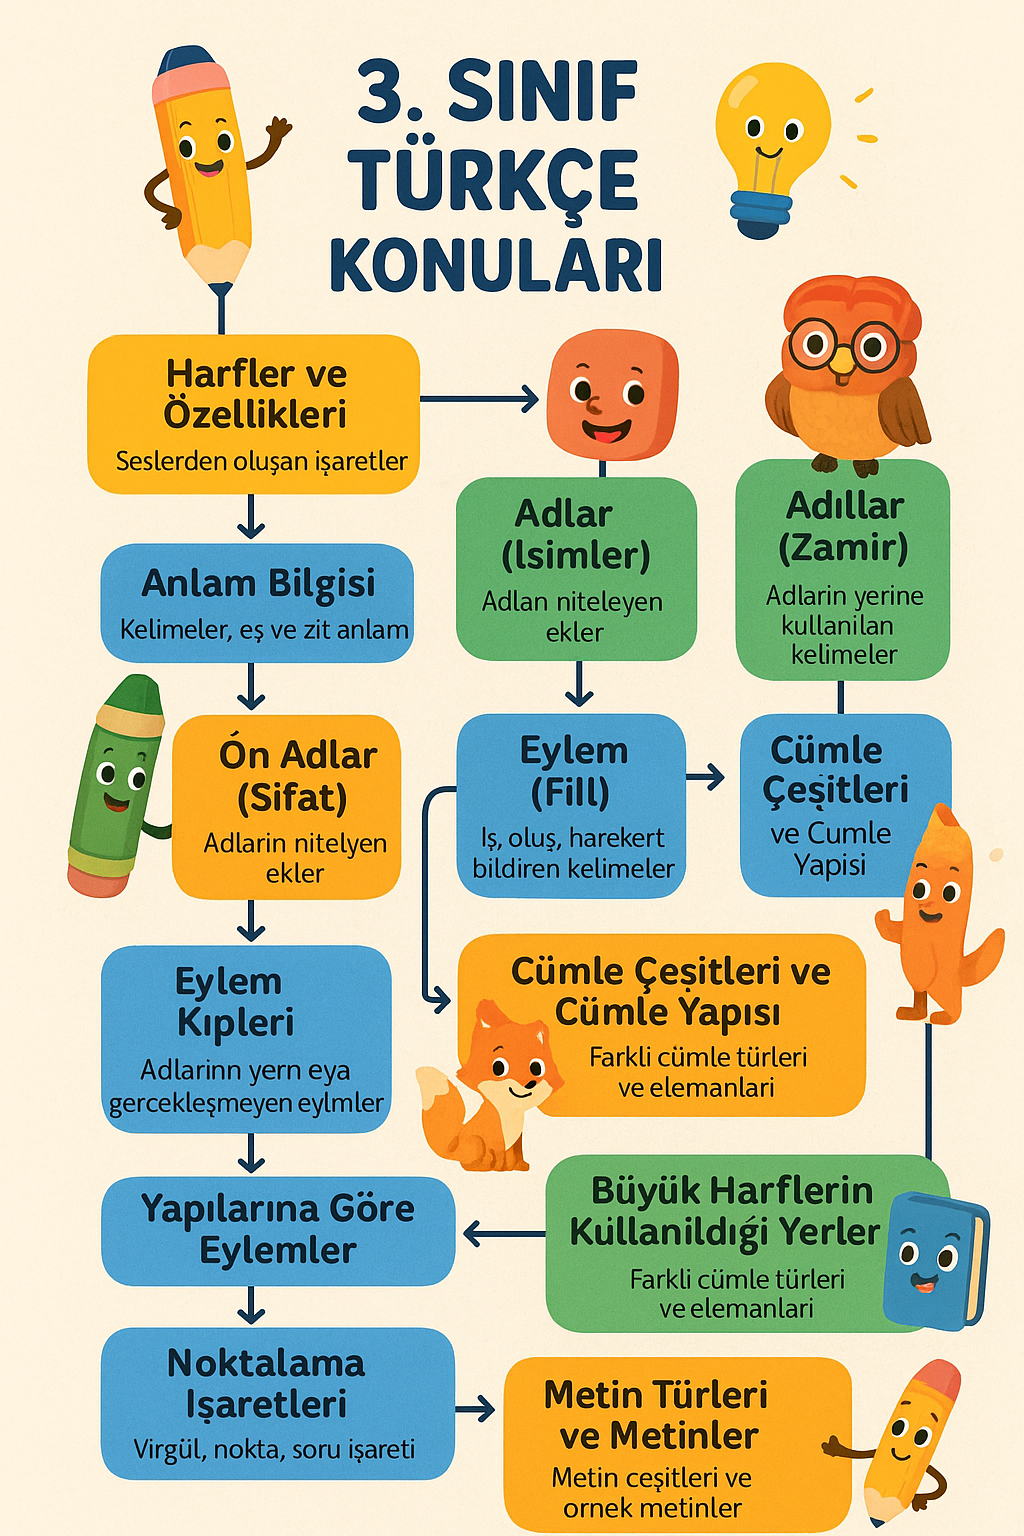 3. SINIF
TÜRKÇE
KONULARI
Harfler ve
Özellikleri
Seslerden oluşan işaretler
Adlar
(Isimler)
Adlan niteleyen
ekler
Adıllar
(Zamir)
Adlarin yerine
kullanilan
kelimeler
Anlam Bilgisi
Kelimeler, eş ve zit anlam
Ón Adlar
(Sifat)
Adlarin nitelyen
ekler
Eylem
(Fiil)
Iş, oluş, harekert
bildiren kelimeler
Cümle
Çeşitleri
ve Cumle
Yapisi
Eylem
Kıpleri
Adlarinn yern eya
gercekleşmeyen eylmler
Cümle Çeşitleri ve
Cümle Yapısı
Farkli cümle türleri
ve elemanlari
Yapılarına Göre
Eylemler
Büyük Harflerin
Kullanildıği Yerler
Farkli cümle türleri
ve elemanlari
Noktalama
Işaretleri
Virgül, nokta, soru işareti
Metin Türleri
ve Metinler
Metin ceşitleri ve
ornek metinler